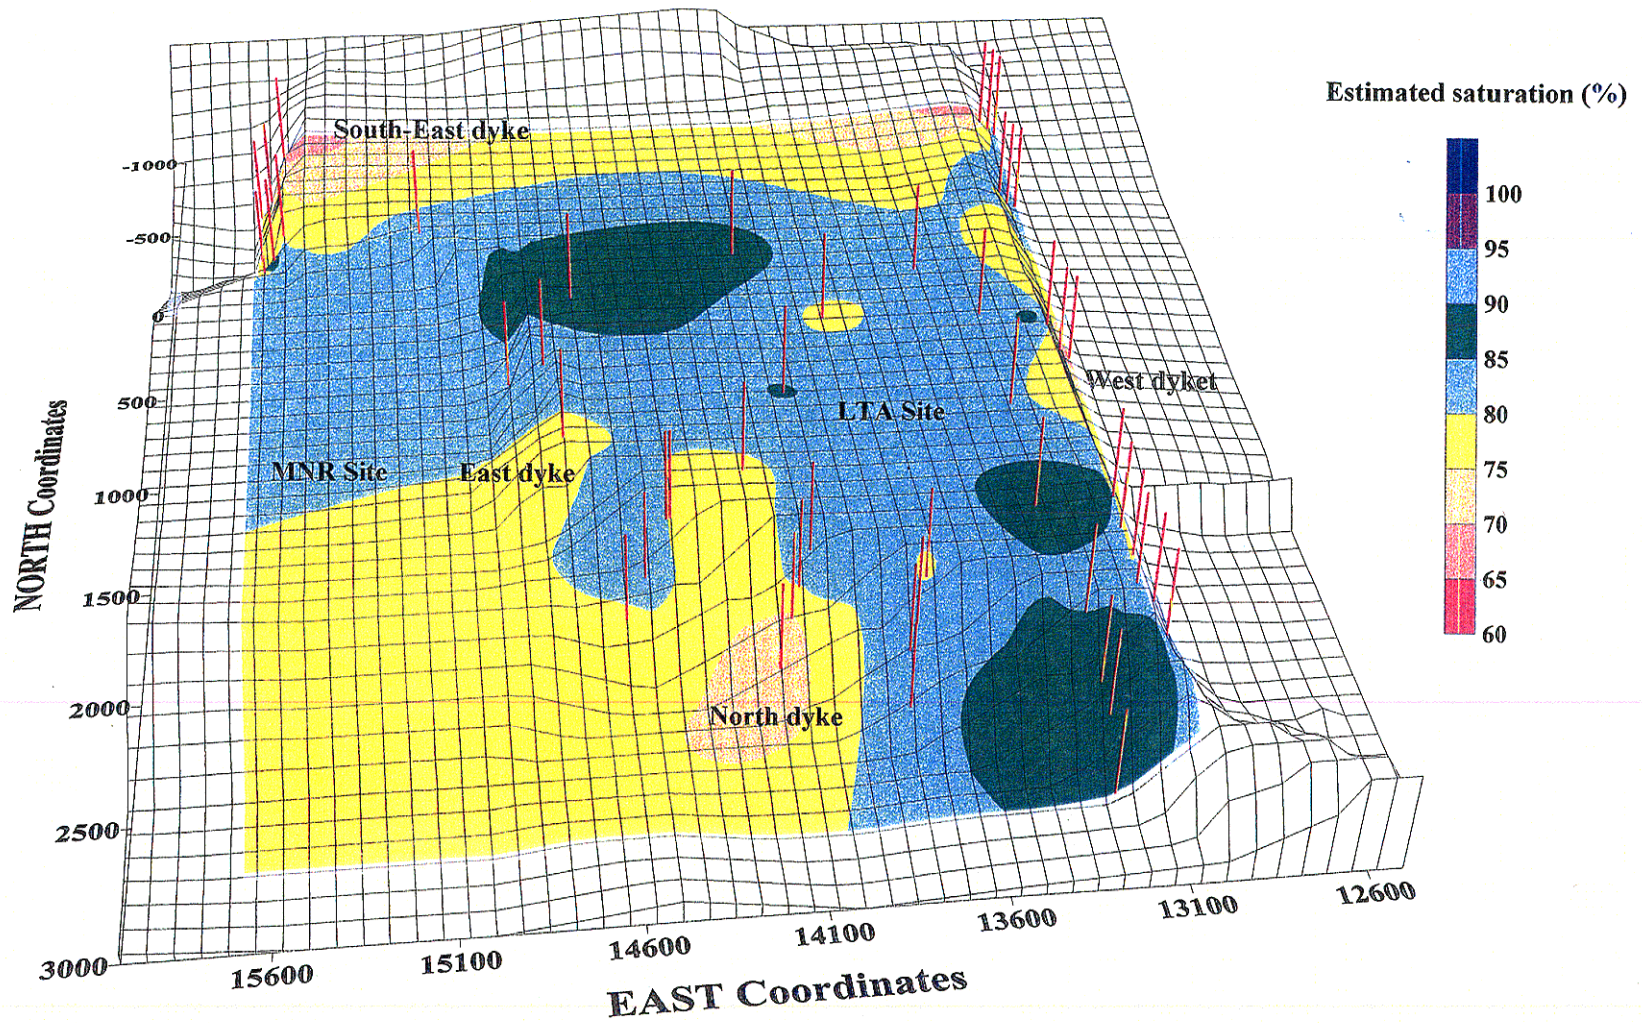 Estimated saturation (%)
100
95
90
85
80
75
70
65
60
South-East dyke
West dyket
LTA Site
MNR Site
East dyke
North dyke
NORTH Coordinates
-1000
-500
0
500
1000
1500
2000
2500
3000
15600
15100
14600
14100
13600
13100
12600
EAST Coordinates